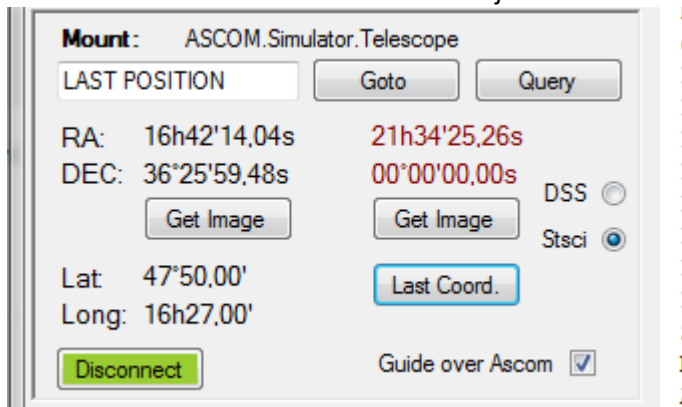 Mount: ASCOM.Simulator.Telescope
LAST POSITION Goto Query
RA: 16h42'14,04s 21h34'25,26s
DEC: 36°25'59,48s 00°00'00,00s
DSS
Get Image Get Image
Stsci
Lat: 47°50,00' Last Coord.
Long: 16h27,00'
Disconnect Guide over Ascom